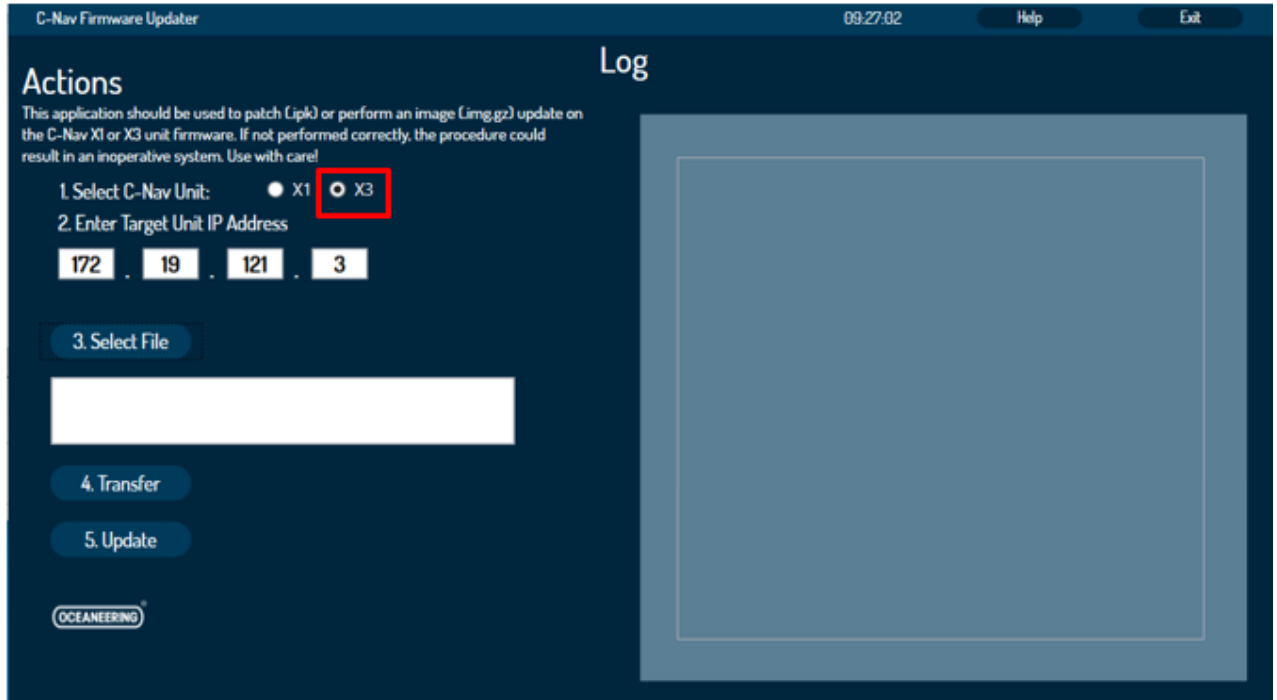 C-Nav Firmware Updater
09:27:02
Help
Exit
Actions
This application should be used to patch (.ipk) or perform an image (.img.gz) update on
the C-Nav X1 or X3 unit firmware. If not performed correctly, the procedure could
result in an inoperative system. Use with care!
1. Select C-Nav Unit: X1 X3
2. Enter Target Unit IP Address
172 . 19 . 121 . 3
3. Select File
4. Transfer
5. Update
OCEANEERING®
Log